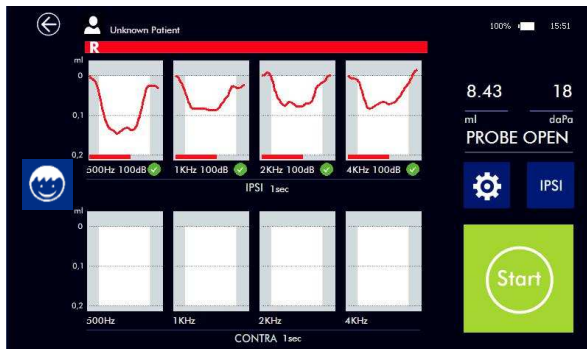 Unknown Patient
100% 15:51
R
ml
0
0,1
0,2
500Hz 100dB 1KHz 100dB 2KHz 100dB 4KHz 100dB
IPSI 1sec
8.43 18
ml daPa
PROBE OPEN
IPSI
ml
0
0,1
0,2
500Hz 1KHz 2KHz 4KHz
CONTRA 1sec
Start